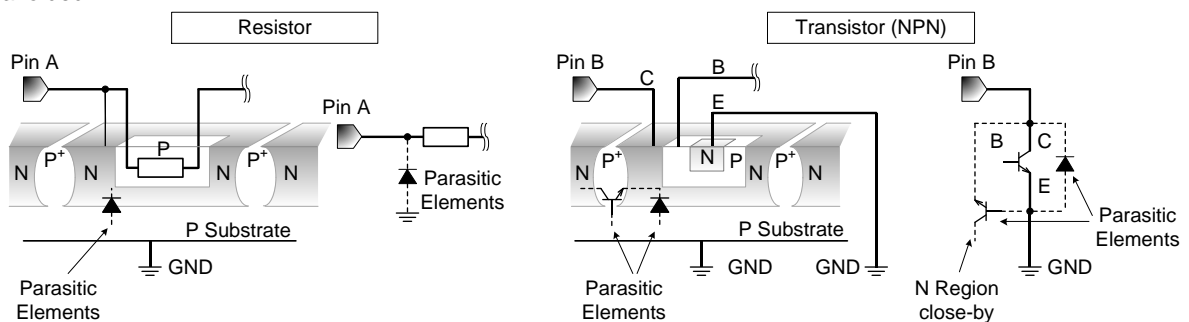 Resistor
Pin A
Pin A
N
P+
N
P
N
P+
N
Parasitic
Elements
P Substrate
GND
Parasitic
Elements
Transistor (NPN)
Pin B
C
B
E
N
P+
N
N
P
P+
N
P Substrate
GND
GND
Parasitic
Elements
Pin B
B
C
E
Parasitic
Elements
GND
N Region
close-by